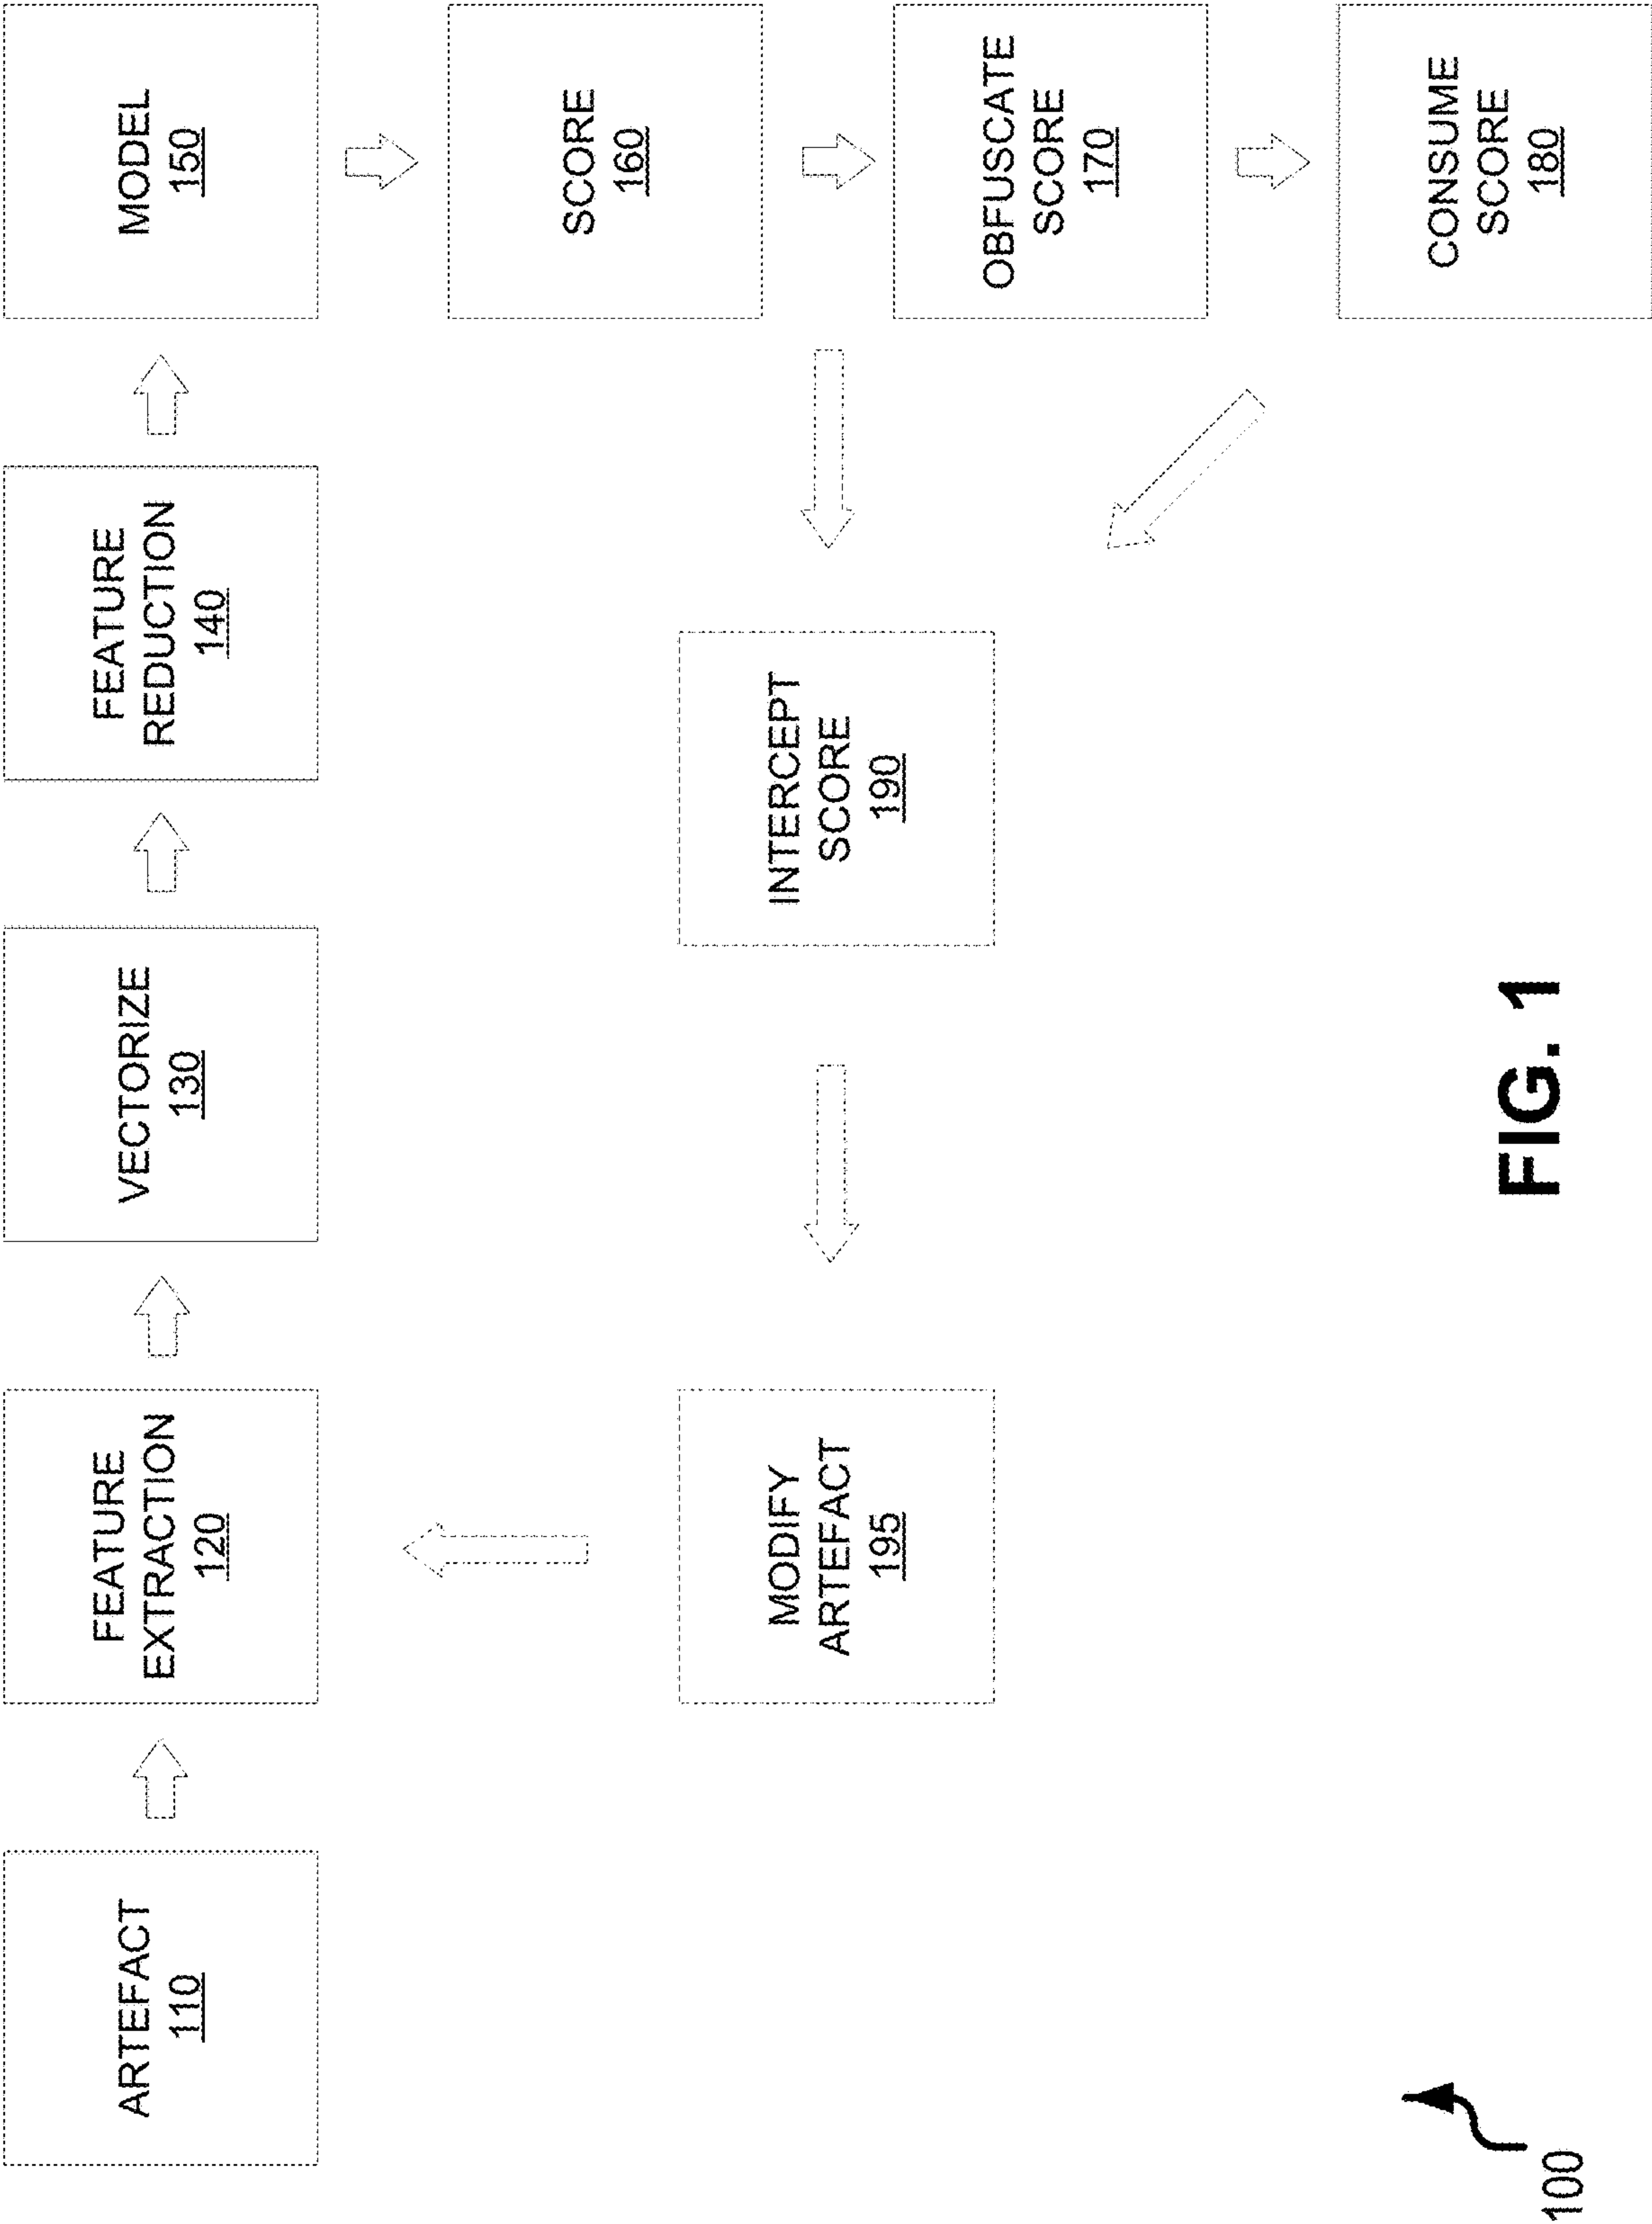 ARTEFACT
110
FEATURE
EXTRACTION
120
VECTORIZE
130
FEATURE
REDUCTION
140
MODEL
150
SCORE
160
OBFUSCATE
SCORE
170
CONSUME
SCORE
180
INTERCEPT
SCORE
190
MODIFY
ARTEFACT
195
100
FIG. 1